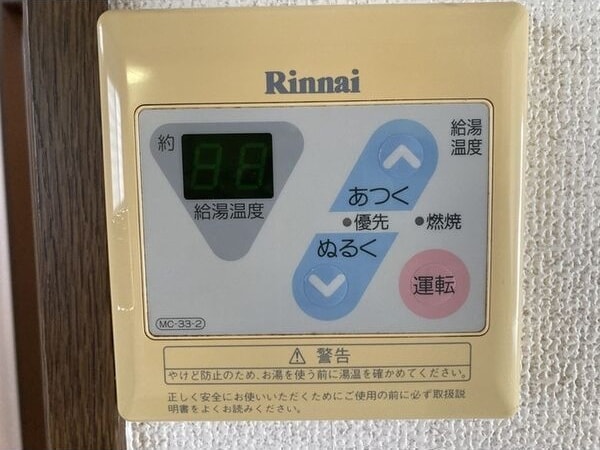 Rinnai
約
給湯温度
給湯
温度
あつく
●優先
●燃焼
ぬるく
運転
MC-33-2
⚠ 警告
やけど防止のため、お湯を使う前に湯温を確かめてください。
正しく安全にお使いいただくためにご使用の前に必ず取扱説
明書をよくお読みください。